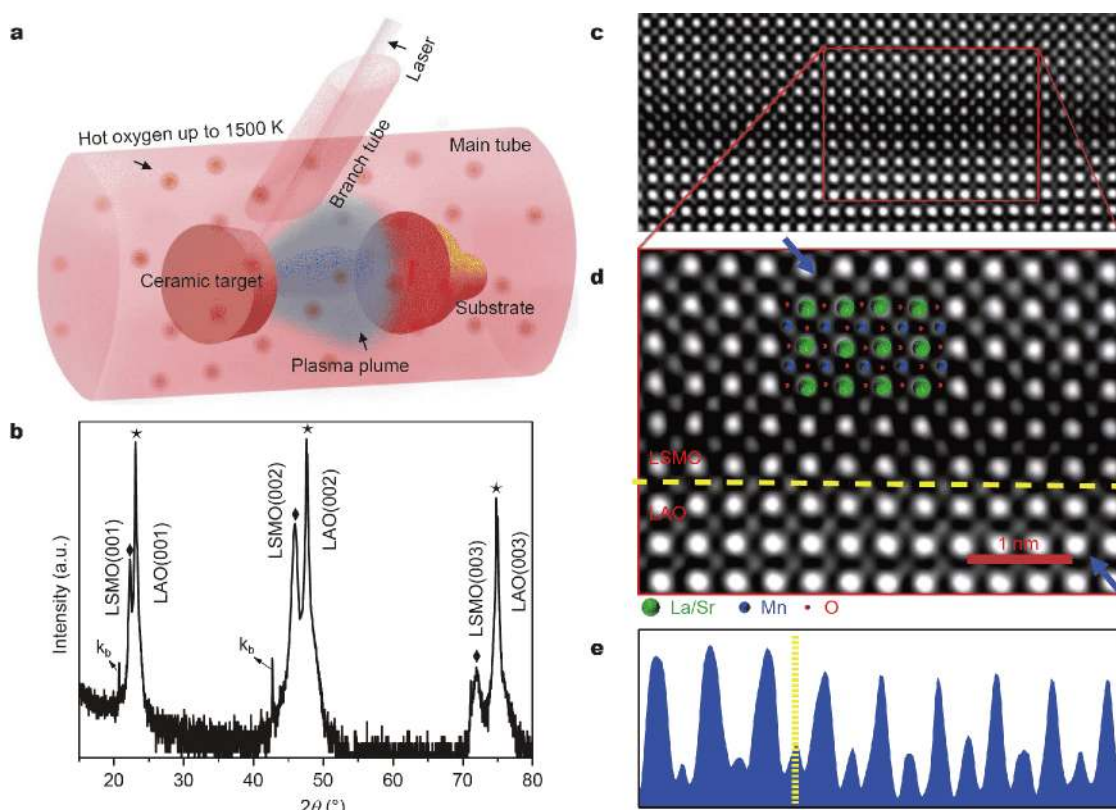 a
Laser
Hot oxygen up to 1500 K
Branch tube
Main tube
Ceramic target
Substrate
Plasma plume
b
Intensity (a.u.)
LSMO(001)
LAO(001)
LSMO(002)
LAO(002)
LSMO(003)
LAO(003)
k_b
k_b
20 30 40 50 60 70 80
2θ (°)
c
d
LSMO
LAO
1 nm
La/Sr Mn O
e